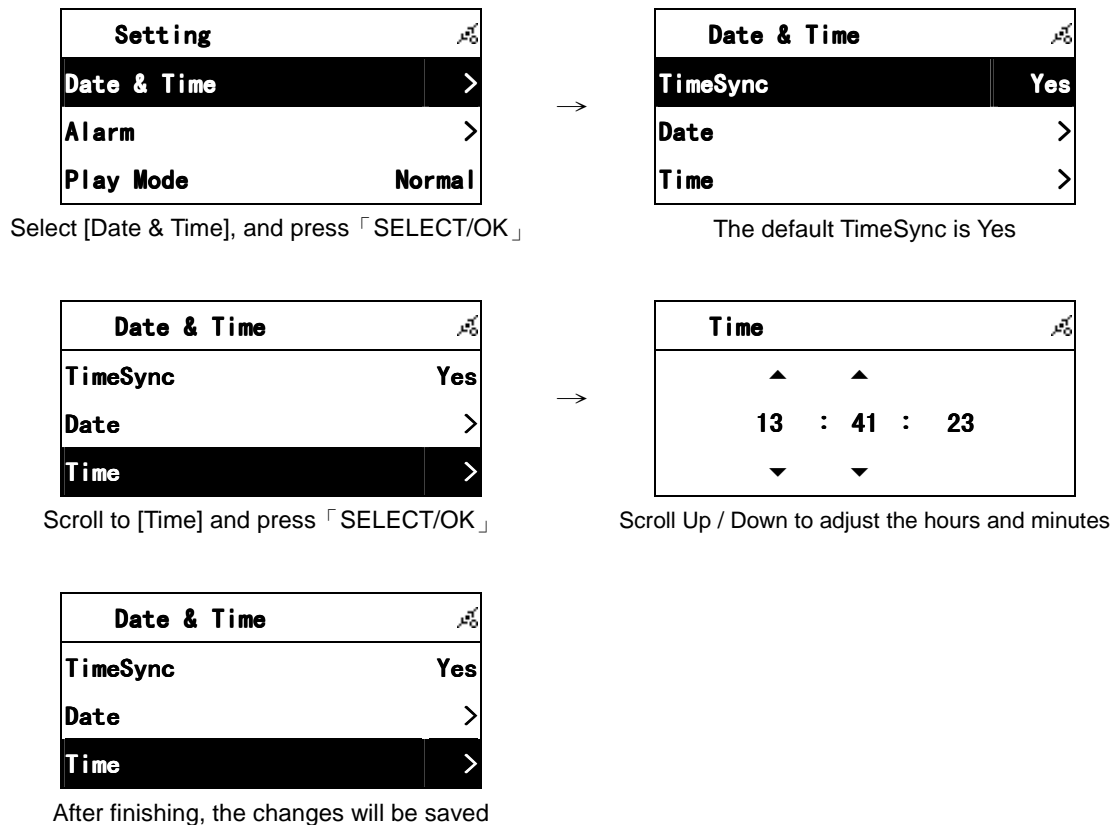 Setting
Date & Time >
Alarm >
Play Mode Normal
Select [Date & Time], and press「SELECT/OK」
→
Date & Time
TimeSync Yes
Date >
Time >
The default TimeSync is Yes
Date & Time
TimeSync Yes
Date >
Time >
Scroll to [Time] and press「SELECT/OK」
→
Time
13 : 41 : 23
Scroll Up / Down to adjust the hours and minutes
Date & Time
TimeSync Yes
Date >
Time >
After finishing, the changes will be saved